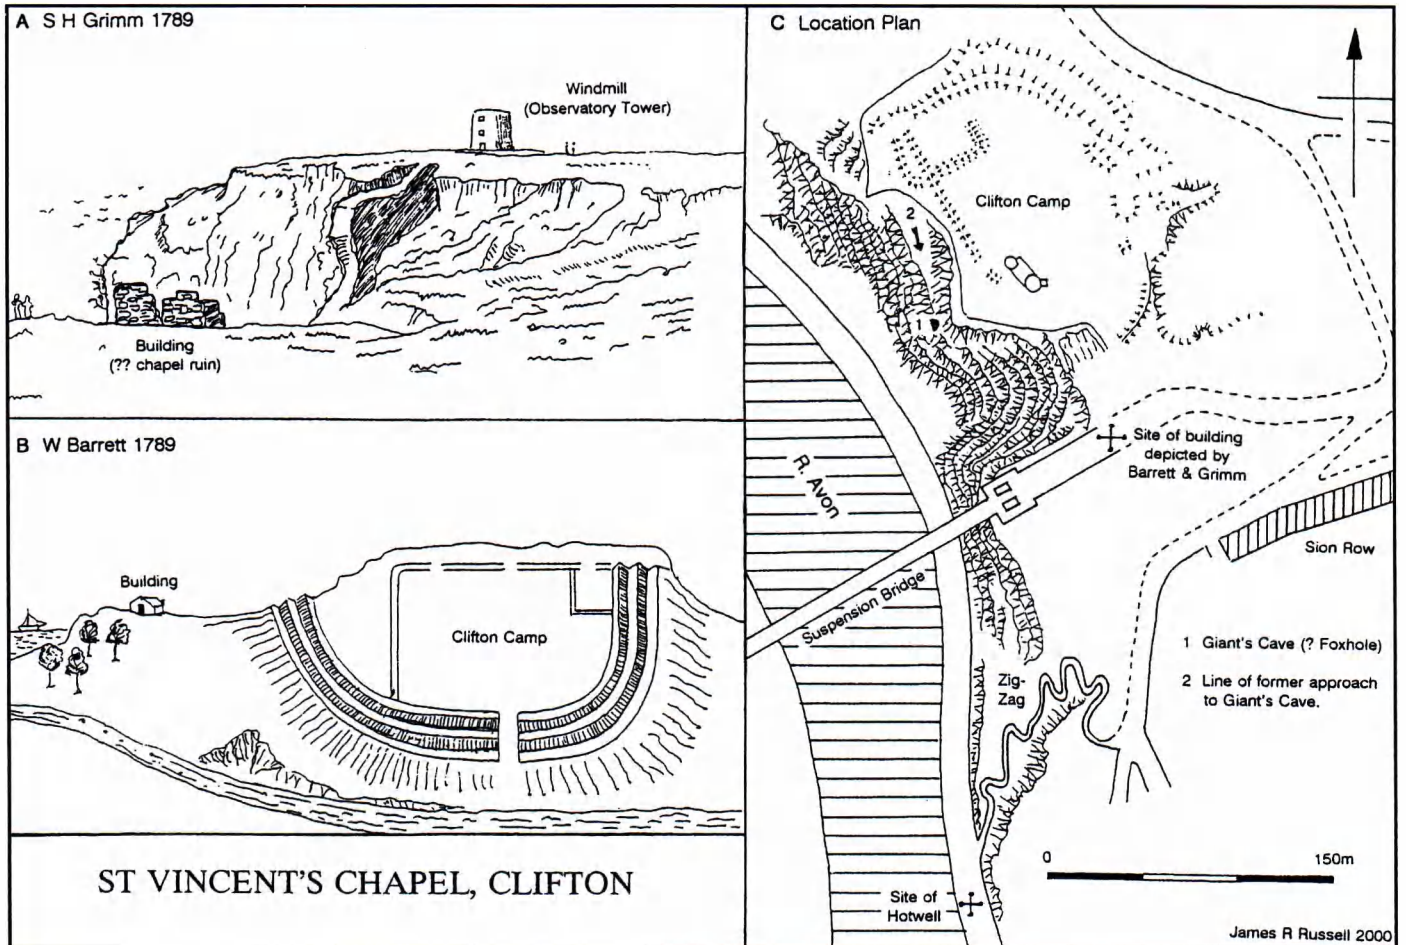 A S H Grimm 1789
Windmill
(Observatory Tower)
Building
(?? chapel ruin)
B W Barrett 1789
Building
Clifton Camp
ST VINCENT'S CHAPEL, CLIFTON
C Location Plan
2
Clifton Camp
1
Site of building
depicted by
Barrett & Grimm
R. Avon
Suspension Bridge
Sion Row
1 Giant's Cave (? Foxhole)
2 Line of former approach
to Giant's Cave.
Zig-
Zag
0 150m
Site of
Hotwell
James R Russell 2000